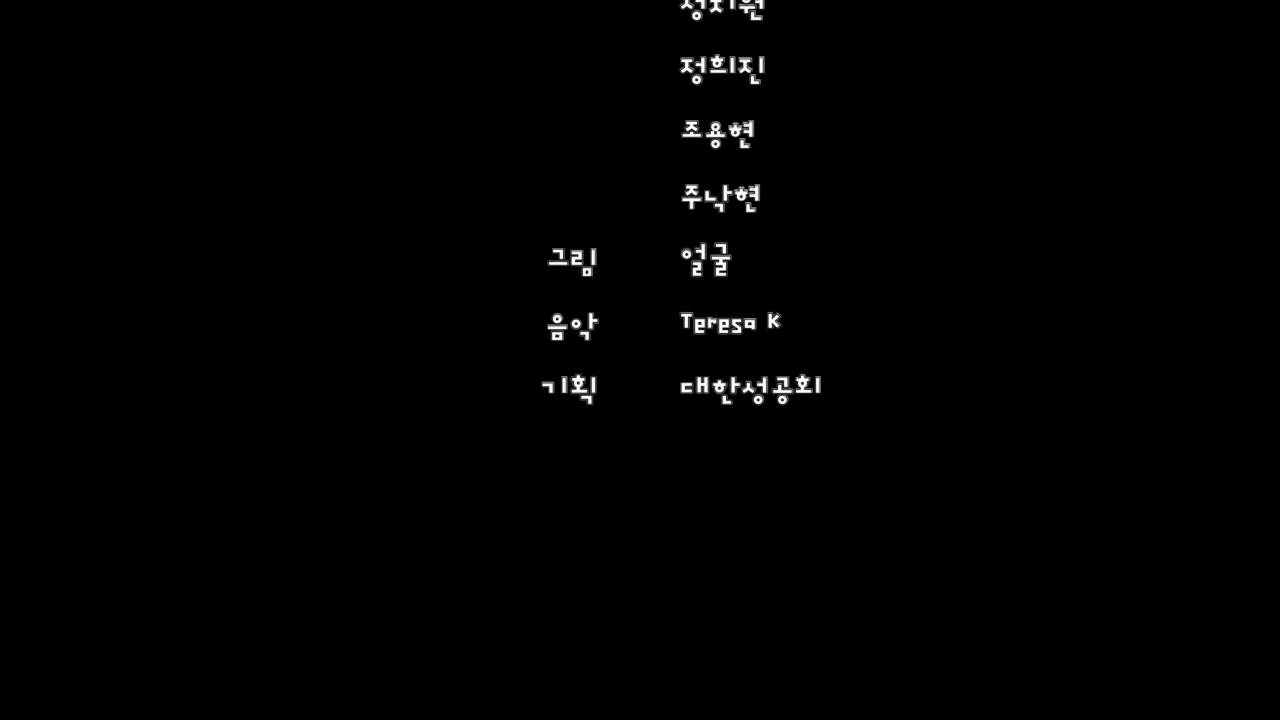 정희진
조용현
주낙현
그림 얼굴
음악 Teresa K
기획 대한성공회